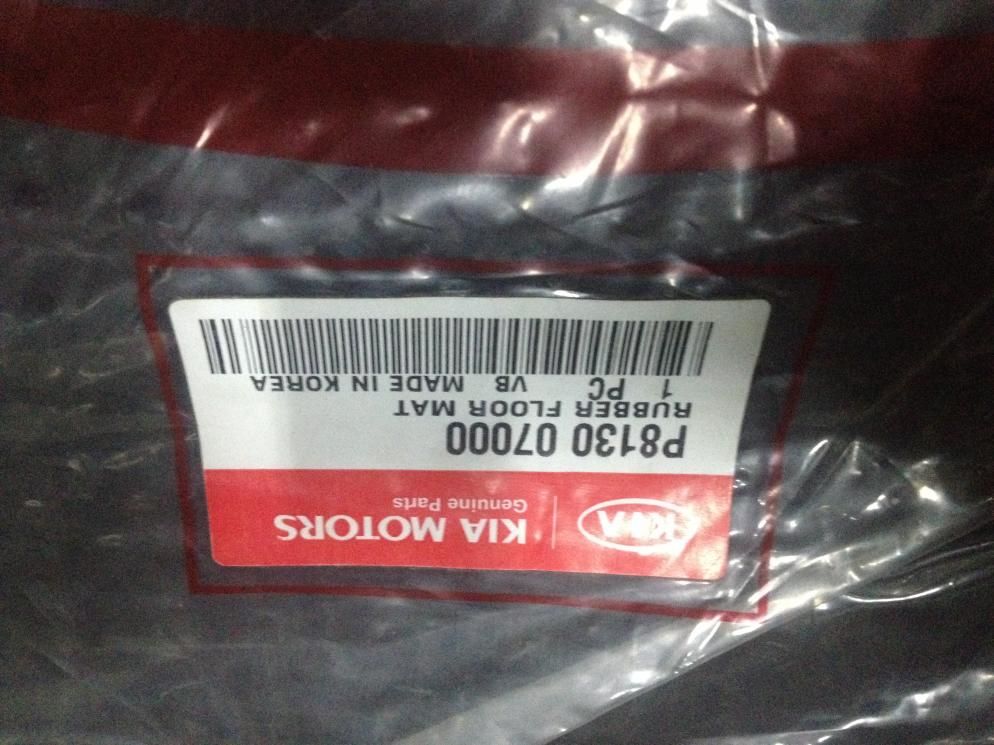 KIA KIA MOTORS
Genuine Parts
P8130 07000
RUBBER FLOOR MAT
1 PC VB MADE IN KOREA